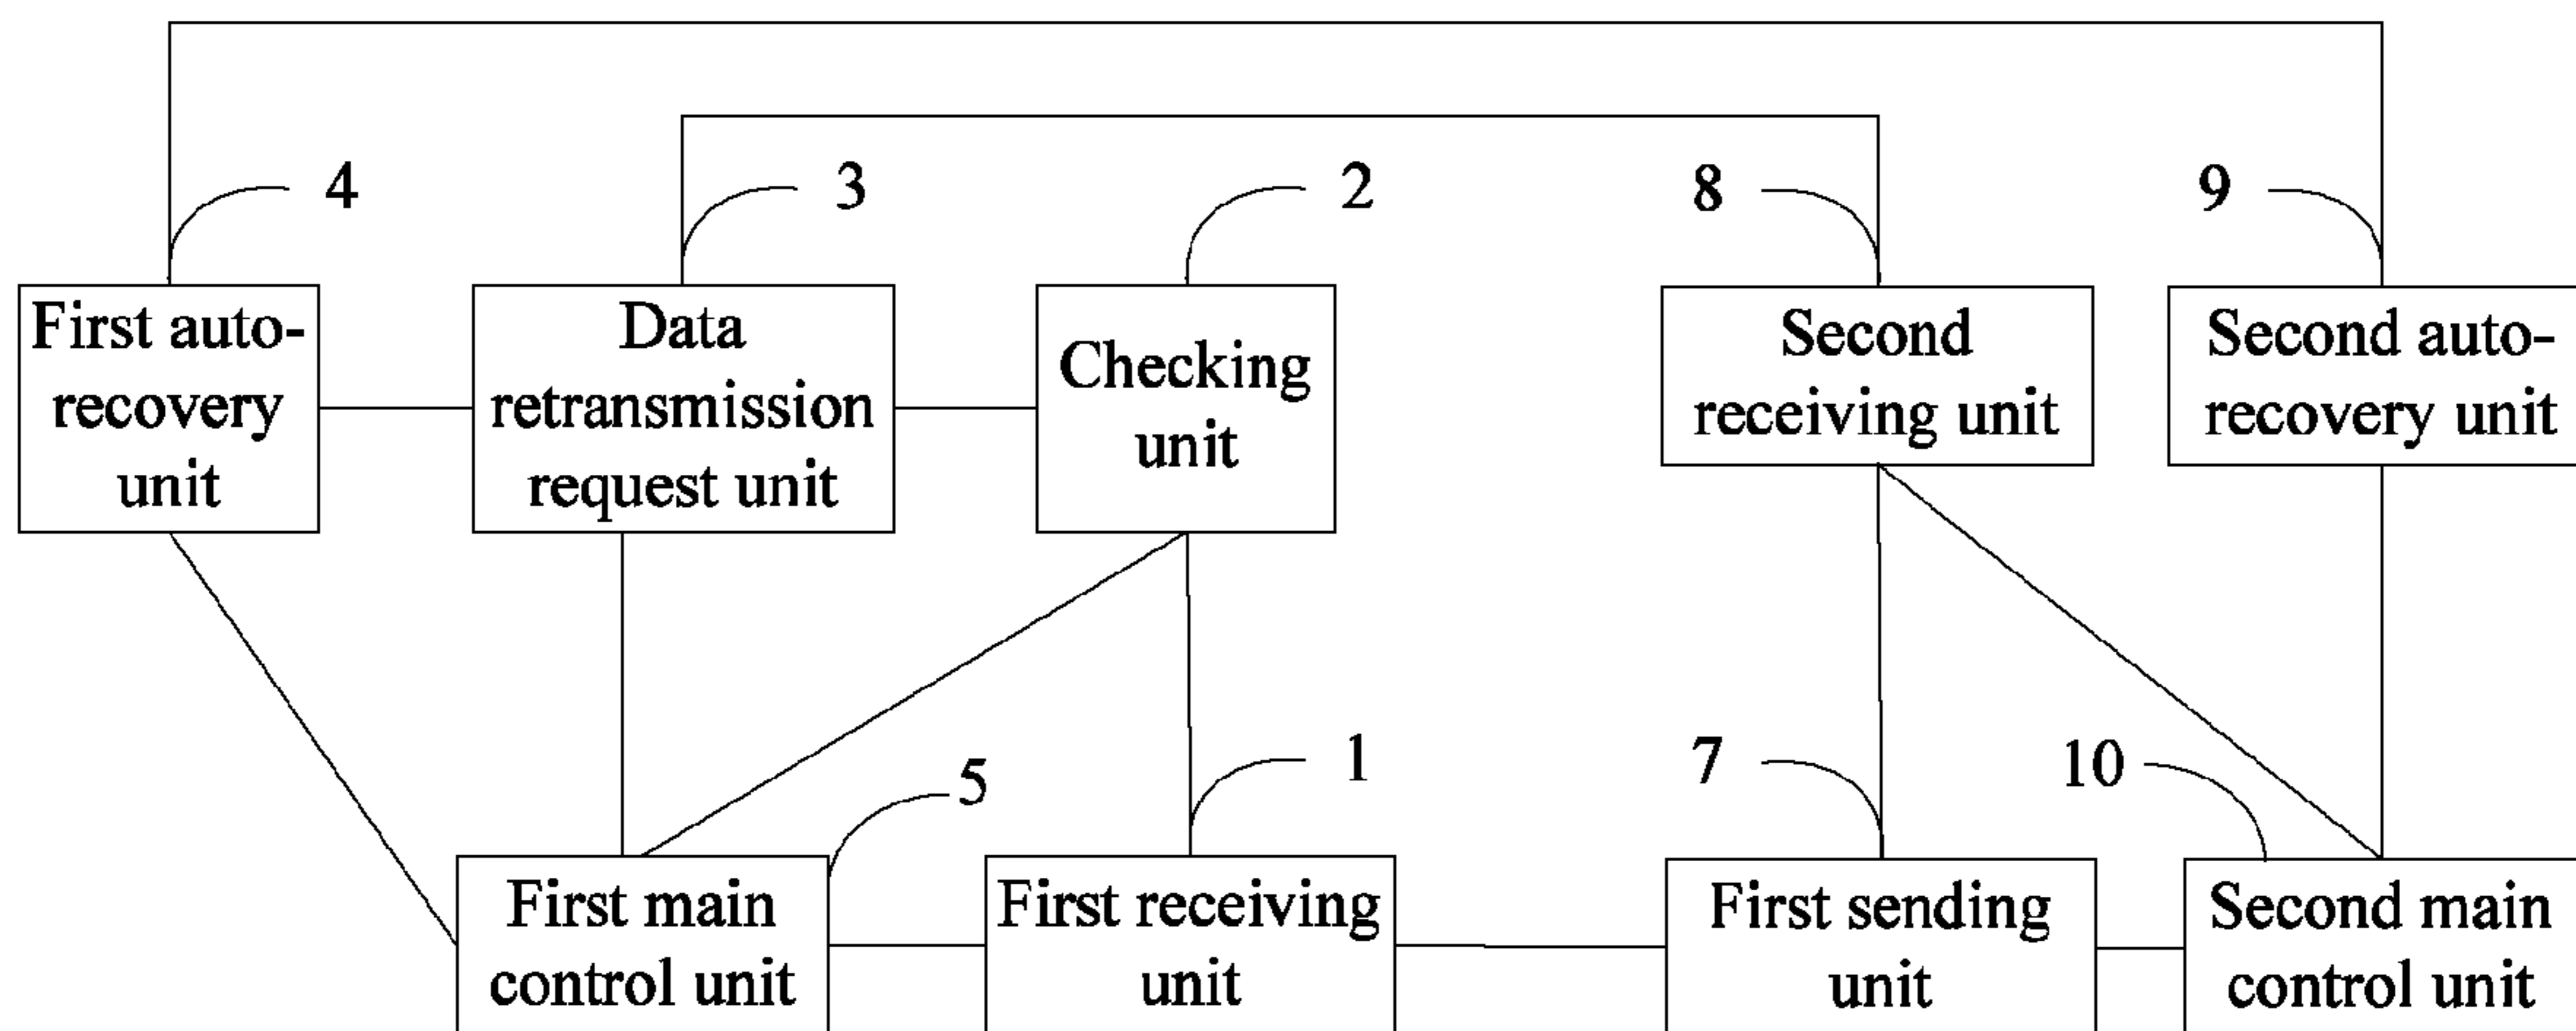 4
3
2
8
9
First auto-
recovery
unit
Data
retransmission
request unit
Checking
unit
Second
receiving unit
Second auto-
recovery unit
5
1
7
10
First main
control unit
First receiving
unit
First sending
unit
Second main
control unit